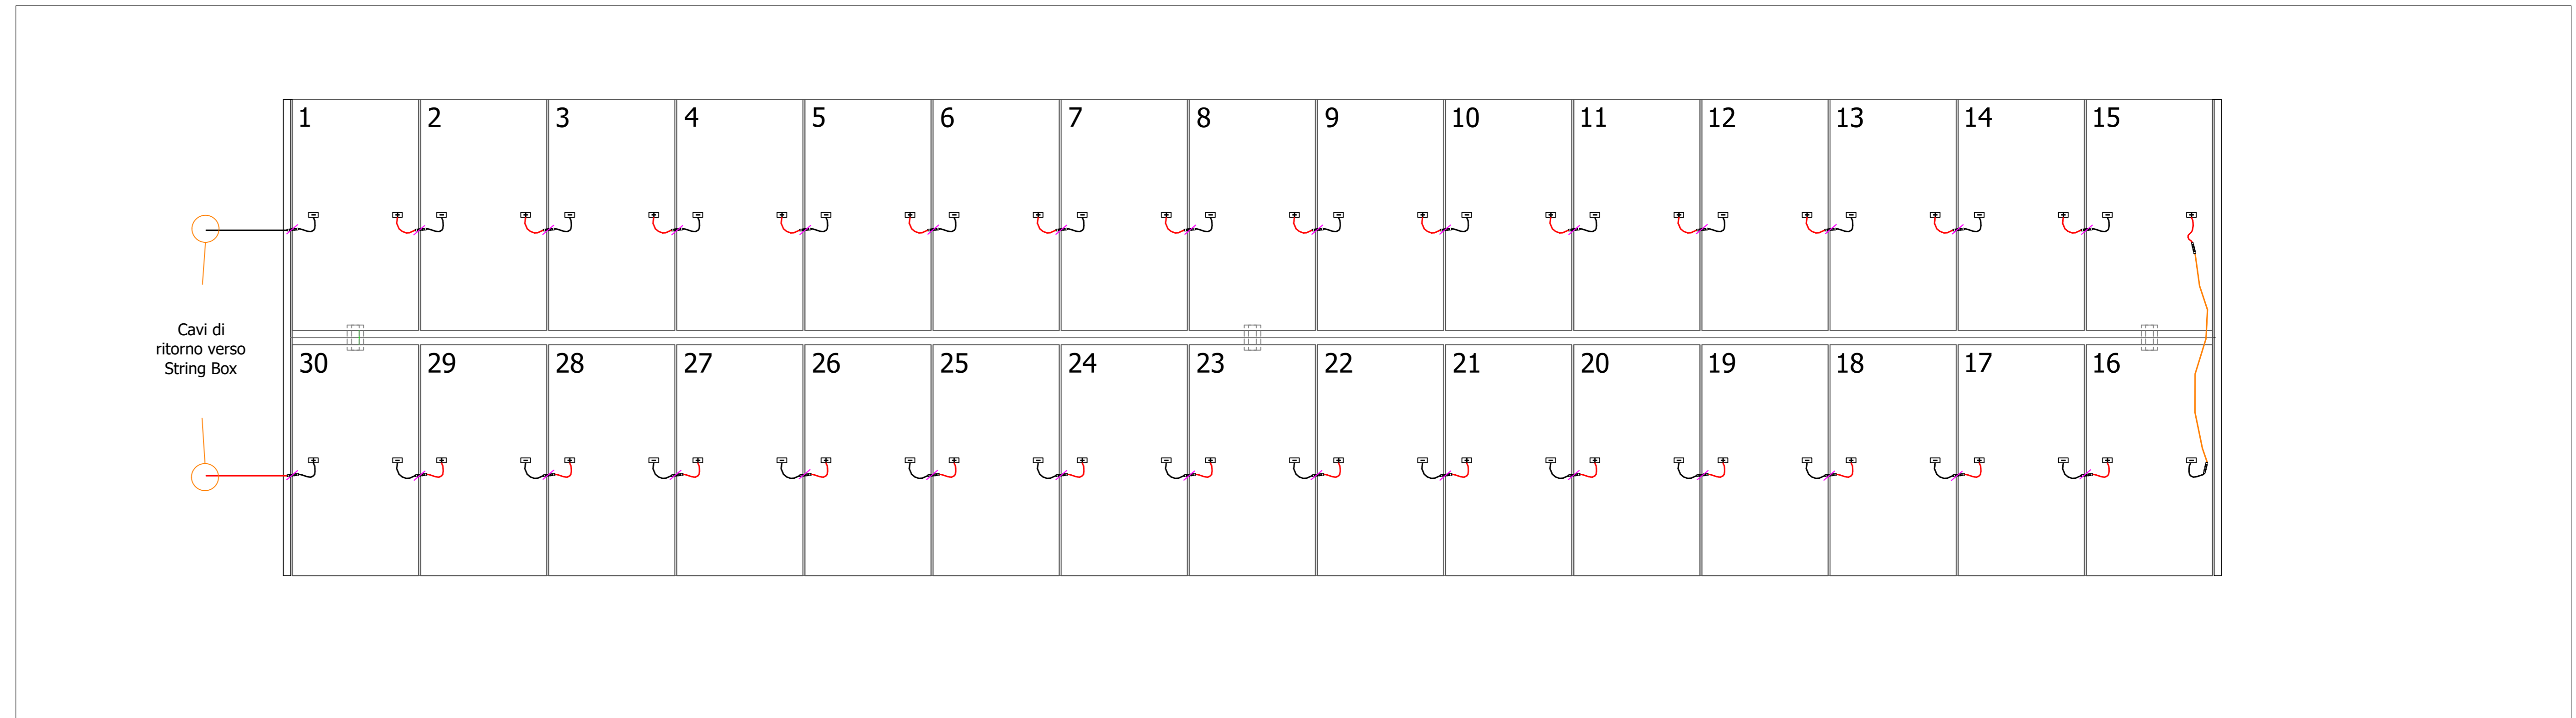 1 2 3 4 5 6 7 8 9 10 11 12 13 14 15
Cavi di
ritorno verso
String Box
30 29 28 27 26 25 24 23 22 21 20 19 18 17 16